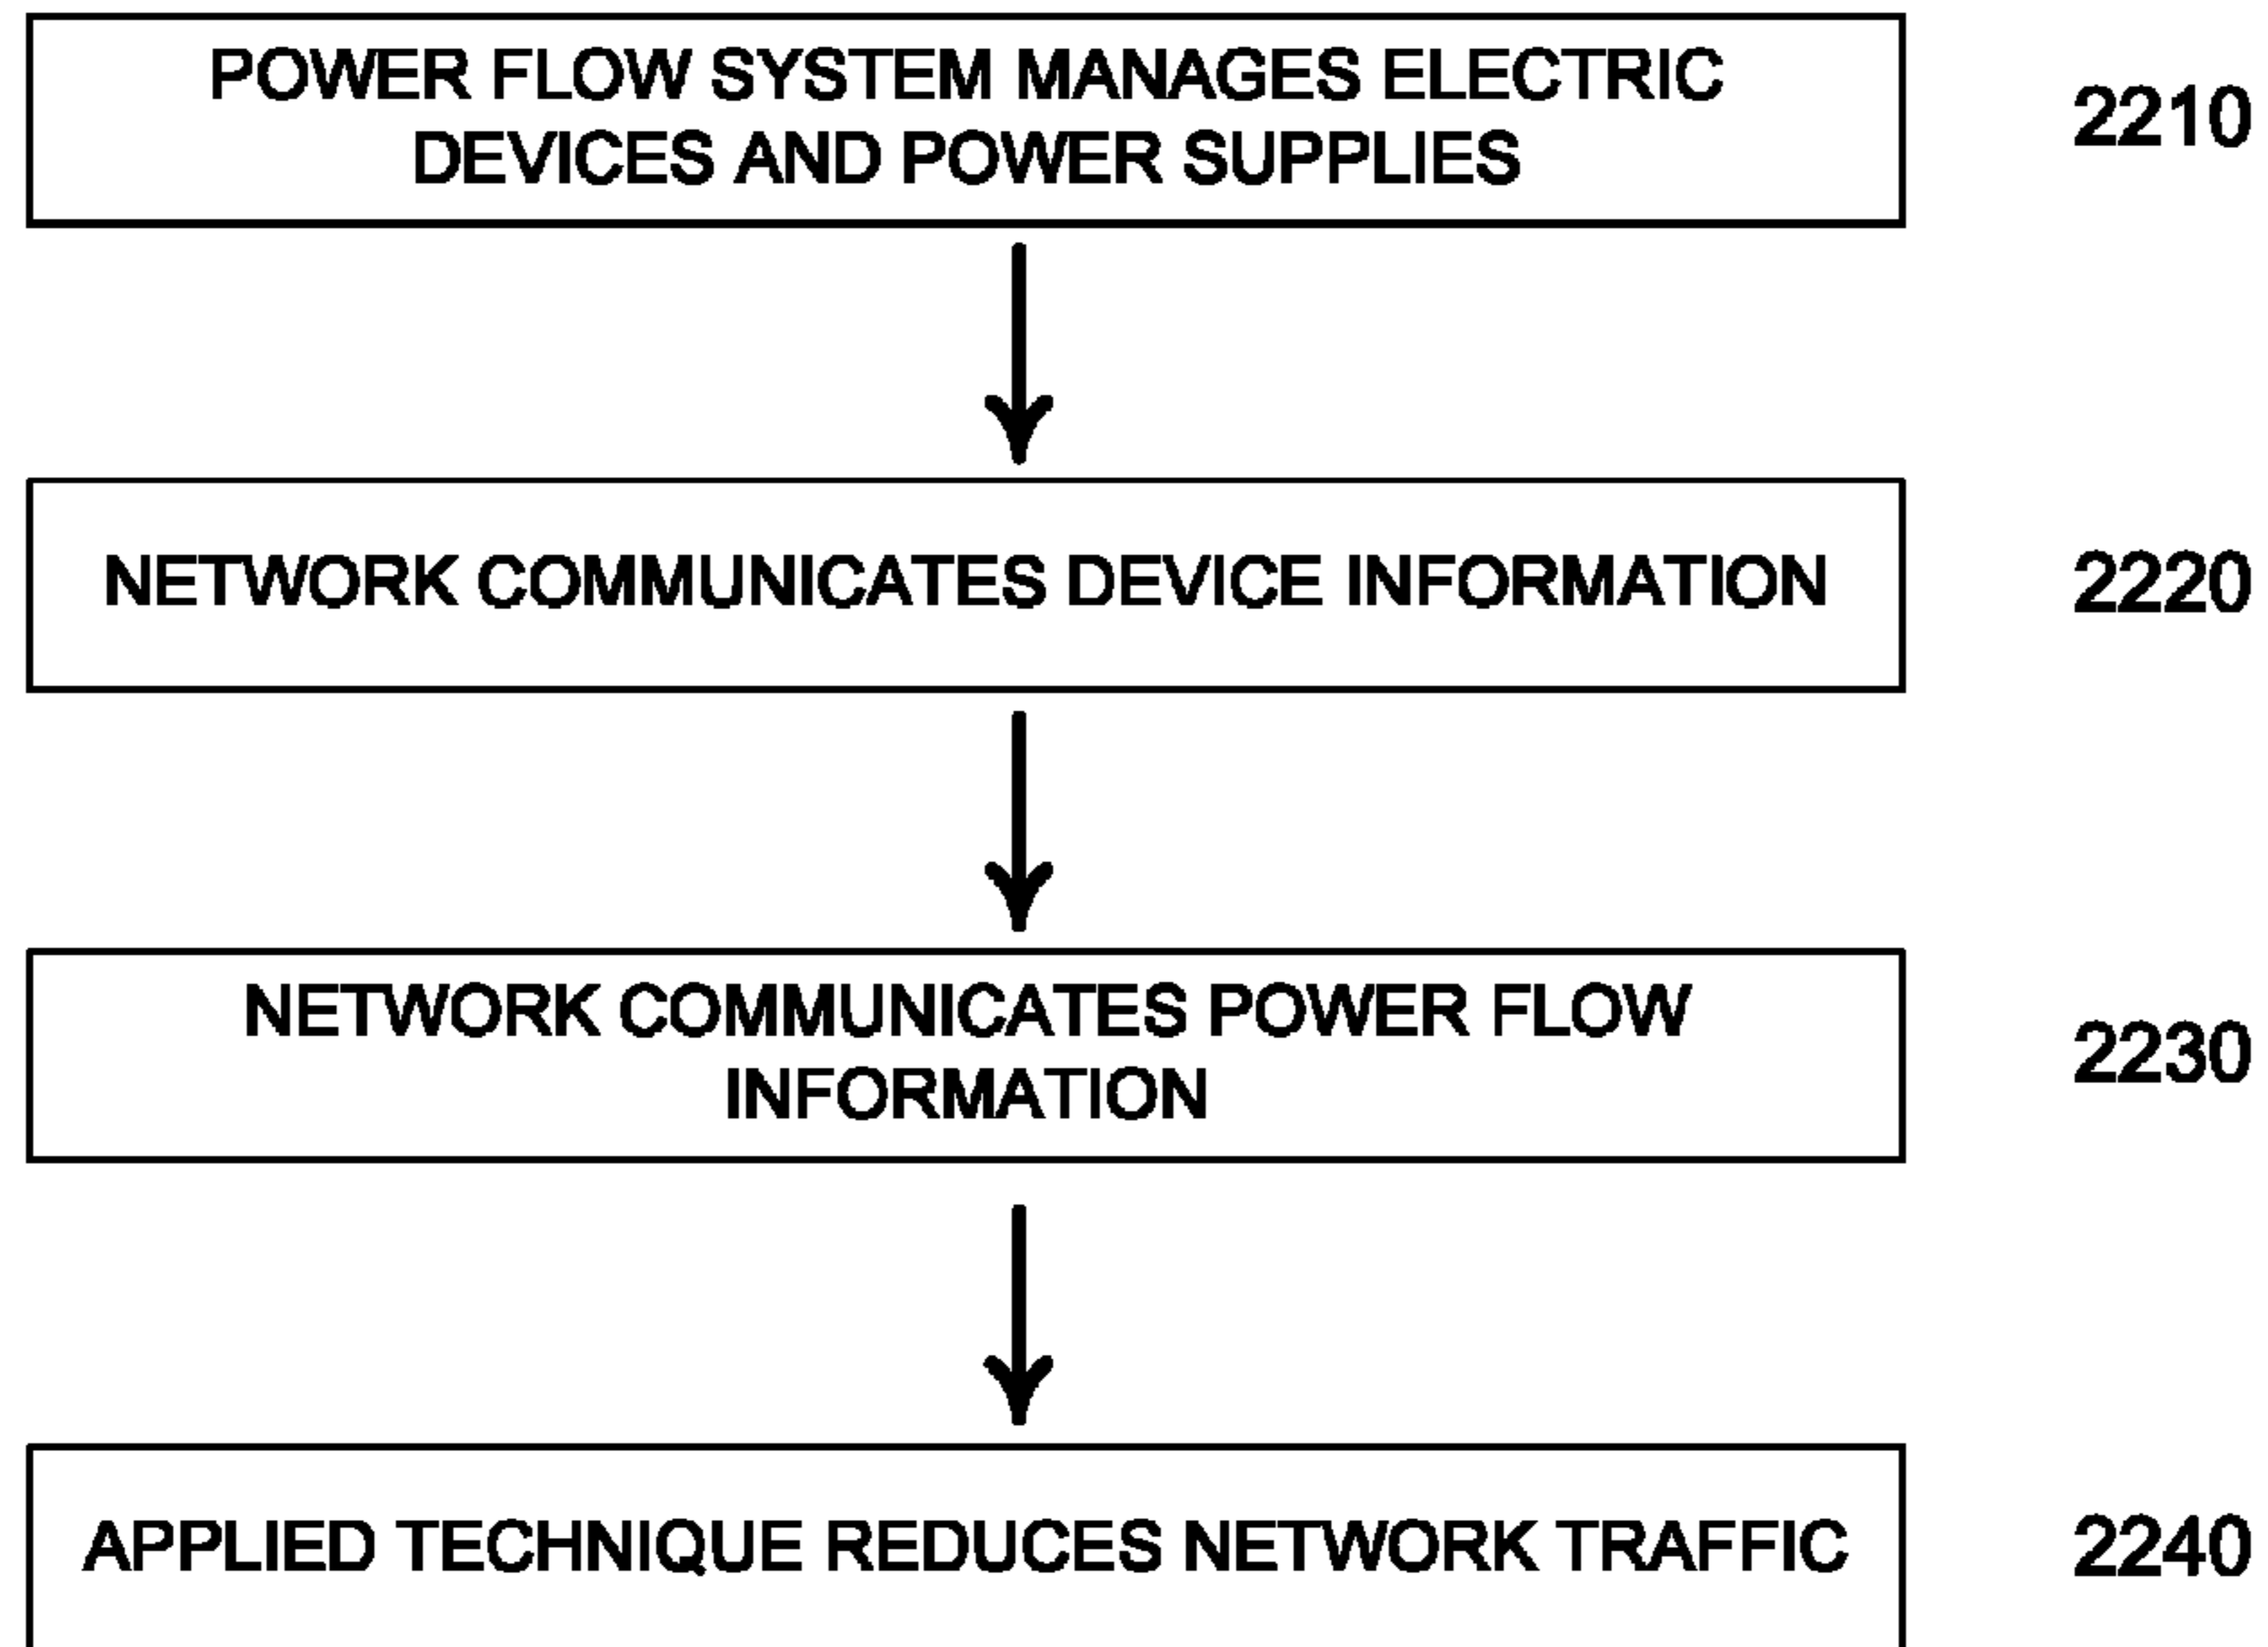 POWER FLOW SYSTEM MANAGES ELECTRIC
DEVICES AND POWER SUPPLIES
2210
NETWORK COMMUNICATES DEVICE INFORMATION
2220
NETWORK COMMUNICATES POWER FLOW
INFORMATION
2230
APPLIED TECHNIQUE REDUCES NETWORK TRAFFIC
2240